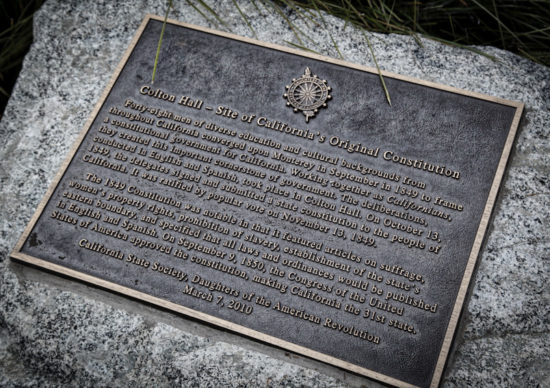 Colton Hall – Site of California's Original Constitution
Forty-eight men of diverse education and cultural backgrounds from
throughout California converged upon Monterey in September in 1849 to frame
a constitutional government for California. Working together as Californians,
they created this important cornerstone of government. The deliberations,
conducted in English and Spanish, took place in Colton Hall. On October 13,
1849, the delegates signed and submitted a state constitution to the people of
California. It was ratified by popular vote on November 13, 1849.
The 1849 Constitution was notable in that it featured articles on suffrage,
women's property rights, prohibition of slavery, establishment of the state's
eastern boundary, and specified that all laws and ordinances would be published
in English and Spanish. On September 9, 1850, the Congress of the United
States of America approved the constitution, making California the 31st state.
California State Society, Daughters of the American Revolution
March 7, 2010